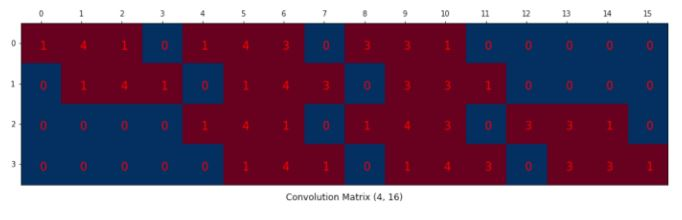 0 1 2 3 4 5 6 7 8 9 10 11 12 13 14 15
0 1 4 1 0 1 4 3 0 3 3 1 0 0 0 0 0
1 0 1 4 1 0 1 4 3 0 3 3 1 0 0 0 0
2 0 0 0 0 1 4 1 0 1 4 3 0 3 3 1 0
3 0 0 0 0 0 1 4 1 0 1 4 3 0 3 3 1
Convolution Matrix (4, 16)